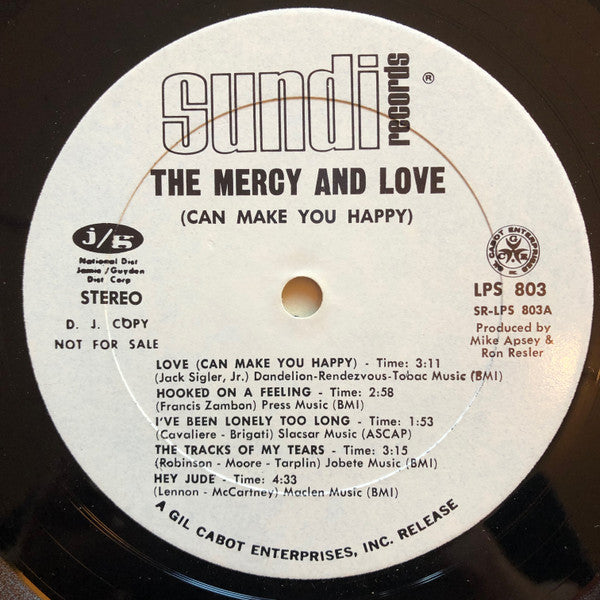 sundi records ®
THE MERCY AND LOVE
(CAN MAKE YOU HAPPY)
j/g
National Dist
Jamie/Guyden
Dist Corp
STEREO
D. J. COPY
NOT FOR SALE
GIL CABOT ENTERPRISES
INC.
LPS 803
SR-LPS 803A
Produced by
Mike Apsey &
Ron Resler
LOVE (CAN MAKE YOU HAPPY) - Time: 3:11
(Jack Sigler, Jr.) Dandelion-Rendezvous-Tobac Music (BMI)
HOOKED ON A FEELING - Time: 2:58
(Francis Zambon) Press Music (BMI)
I'VE BEEN LONELY TOO LONG - Time: 1:53
(Cavaliere - Brigati) Slacsar Music (ASCAP)
THE TRACKS OF MY TEARS - Time: 3:15
(Robinson - Moore - Tarplin) Jobete Music (BMI)
HEY JUDE - Time: 4:33
(Lennon - McCartney) Maclen Music (BMI)
A GIL CABOT ENTERPRISES, INC. RELEASE